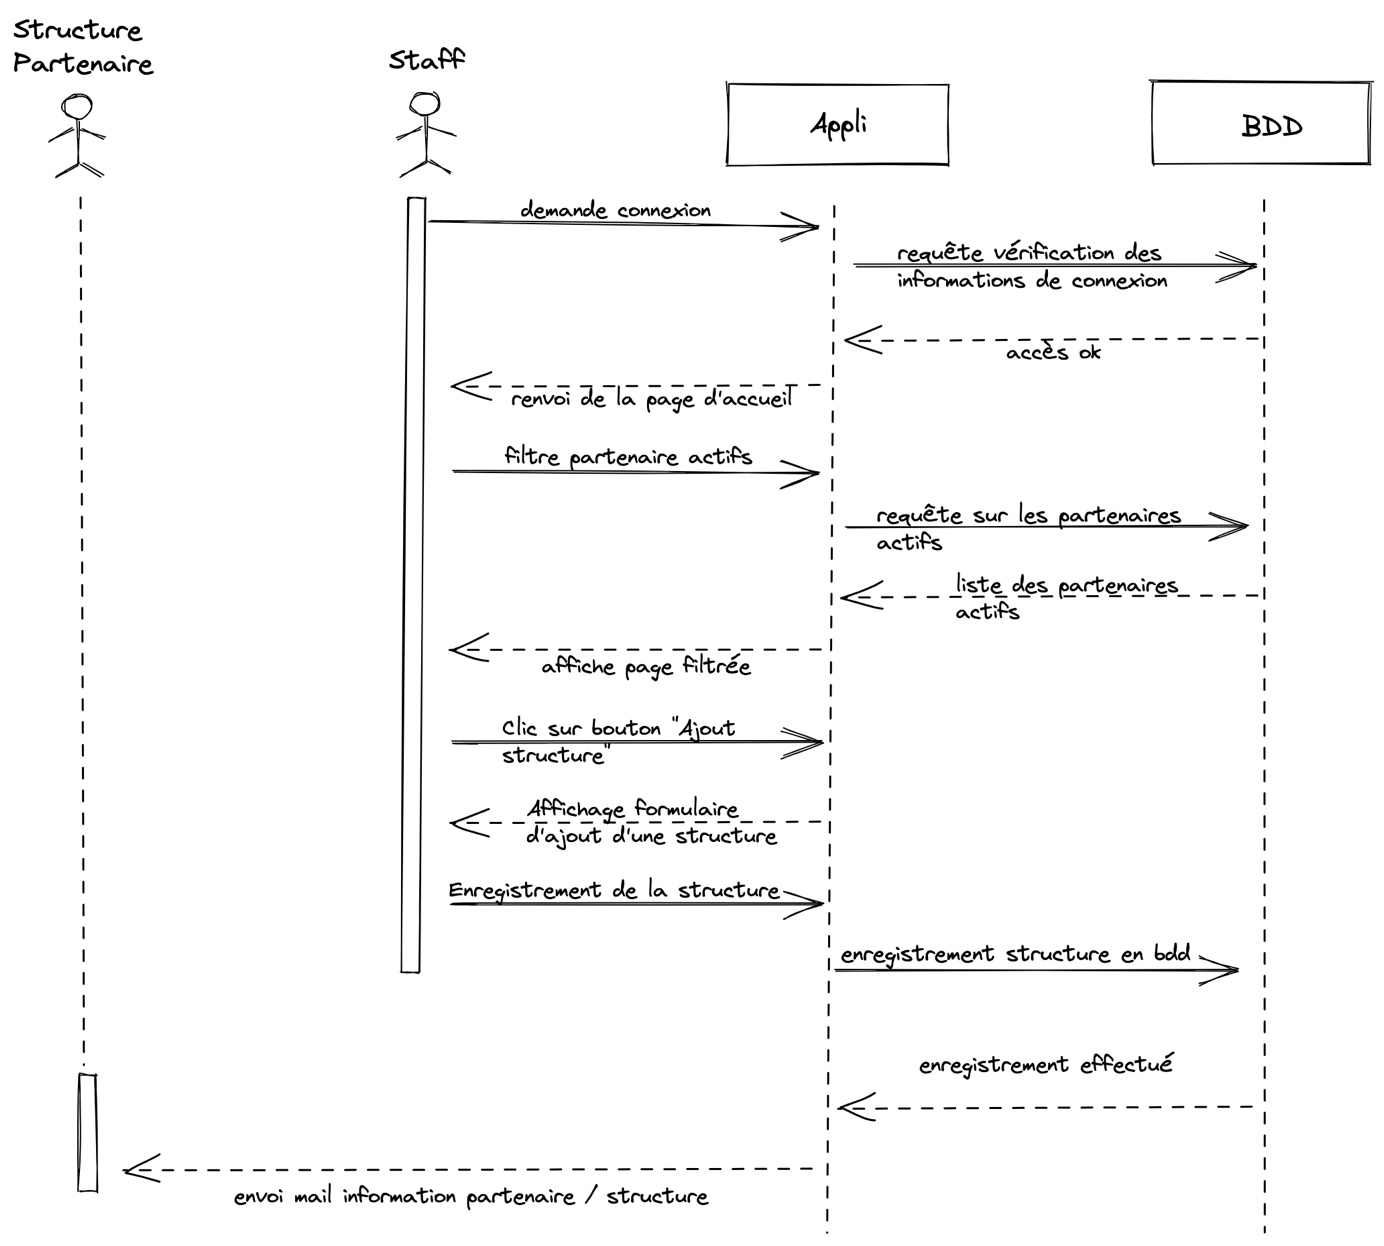 Structure
Partenaire
Staff
Appli
BDD
demande connexion
requête vérification des
informations de connexion
accès ok
renvoi de la page d'accueil
filtre partenaire actifs
requête sur les partenaires
actifs
liste des partenaires
actifs
affiche page filtrée
Clic sur bouton "Ajout
structure"
Affichage formulaire
d'ajout d'une structure
Enregistrement de la structure
enregistrement structure en bdd
enregistrement effectué
envoi mail information partenaire / structure